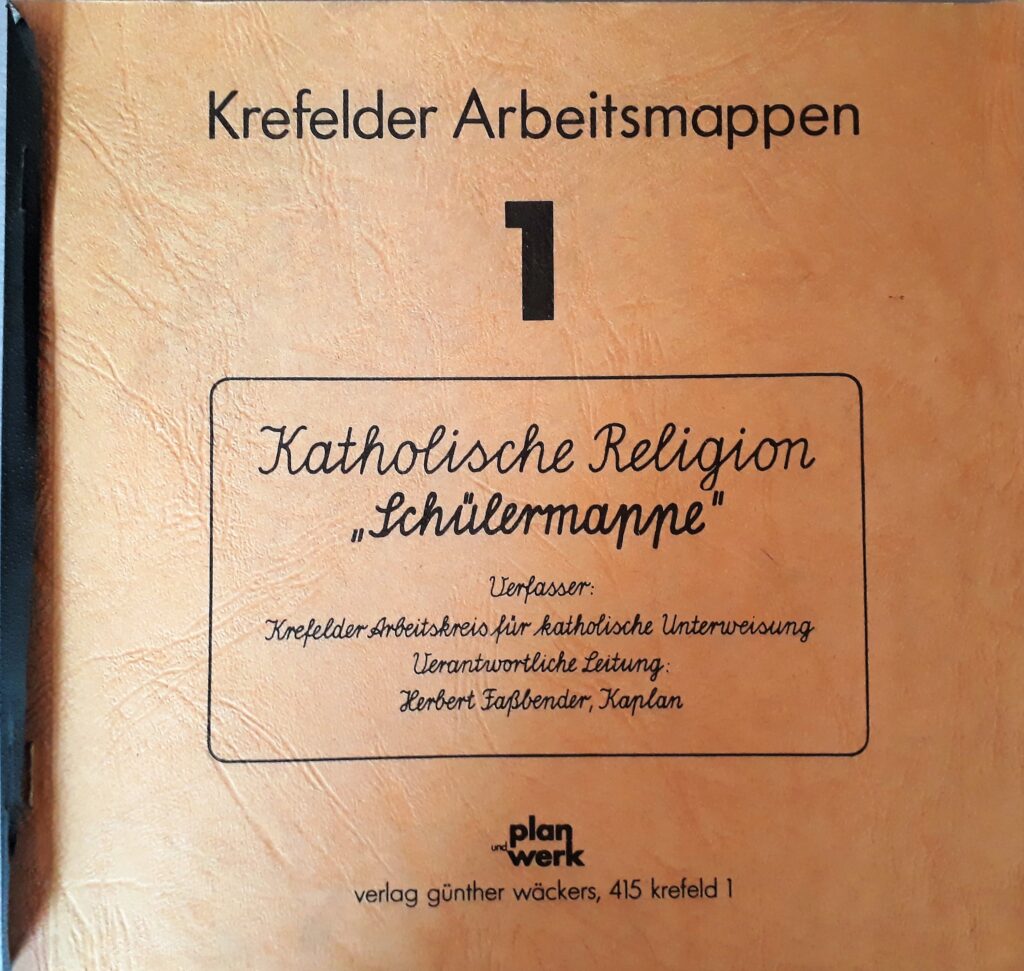 Krefelder Arbeitsmappen
1
Katholische Religion
„Schülermappe"
Verfasser:
Krefelder Arbeitskreis für katholische Unterweisung
Verantwortliche Leitung:
Herbert Faßbender, Kaplan
plan
und werk
verlag günther wäckers, 415 krefeld 1